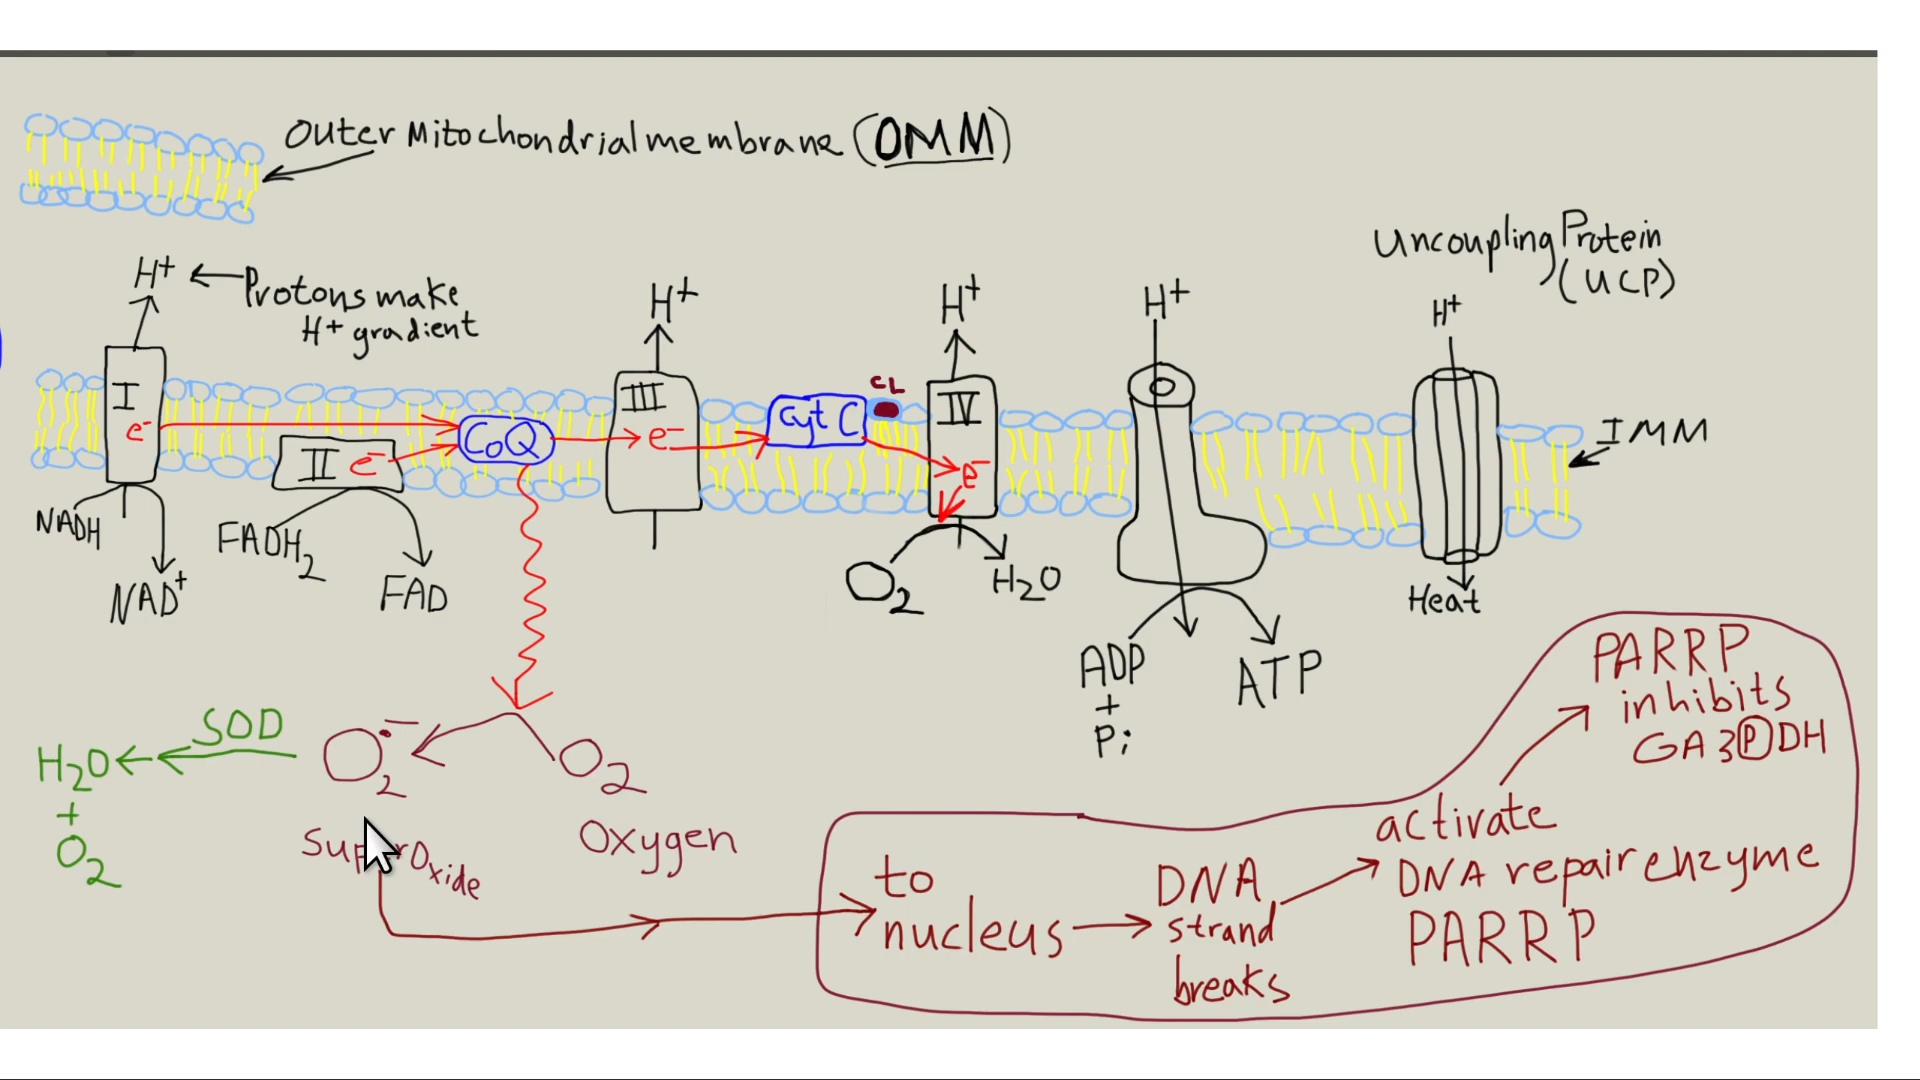 Outer Mitochondrial membrane (OMM)
Uncoupling Protein
(UCP)
H+ ← Protons make
H+ gradient
H+
H+
H+
H+
I
e-
II e-
CoQ
III
e-
Cyt C
CL
IV
e-
IMM
NADH
NAD+
FADH2
FAD
O2
H2O
ADP
+
Pi
ATP
Heat
SOD
H2O
+
O2
O2•-
Superoxide
O2
Oxygen
to
nucleus
DNA
strand
breaks
activate
DNA repair enzyme
PARRP
PARRP
inhibits
GA3PDH